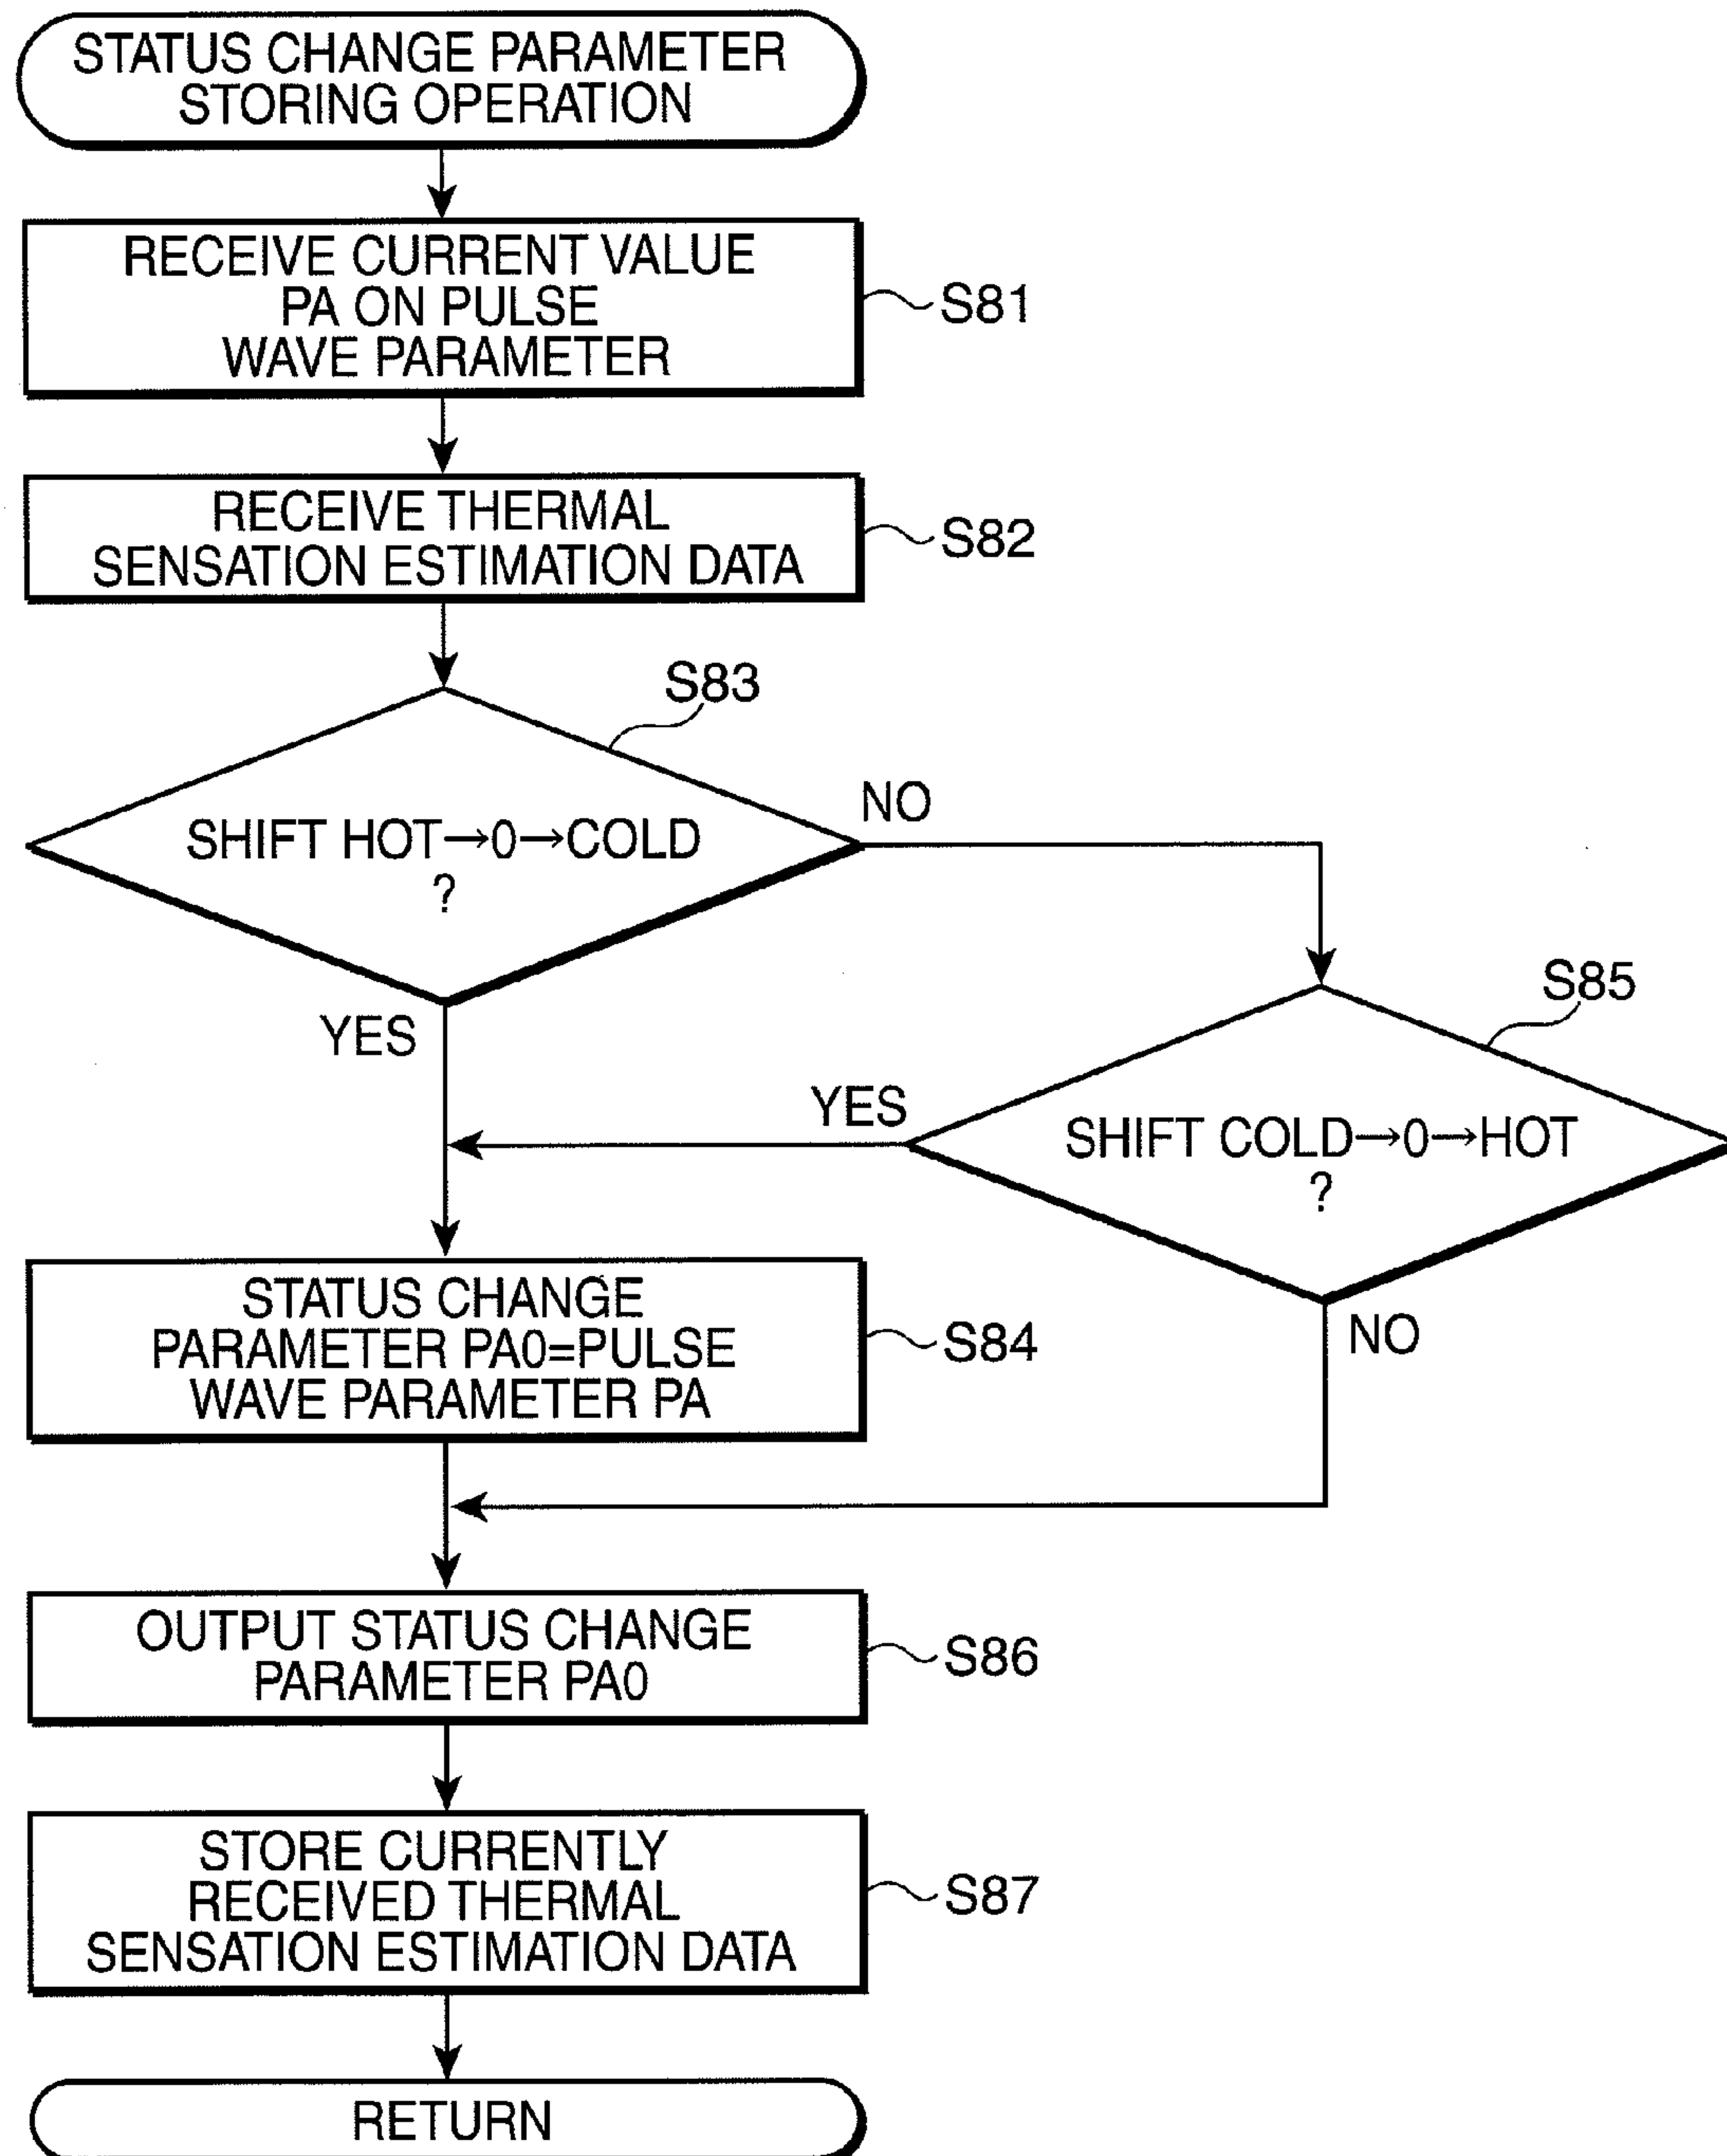 STATUS CHANGE PARAMETER
STORING OPERATION
RECEIVE CURRENT VALUE
PA ON PULSE
WAVE PARAMETER
S81
RECEIVE THERMAL
SENSATION ESTIMATION DATA
S82
S83
SHIFT HOT→0→COLD
?
NO
YES
S85
SHIFT COLD→0→HOT
?
YES
NO
STATUS CHANGE
PARAMETER PA0=PULSE
WAVE PARAMETER PA
S84
OUTPUT STATUS CHANGE
PARAMETER PA0
S86
STORE CURRENTLY
RECEIVED THERMAL
SENSATION ESTIMATION DATA
S87
RETURN